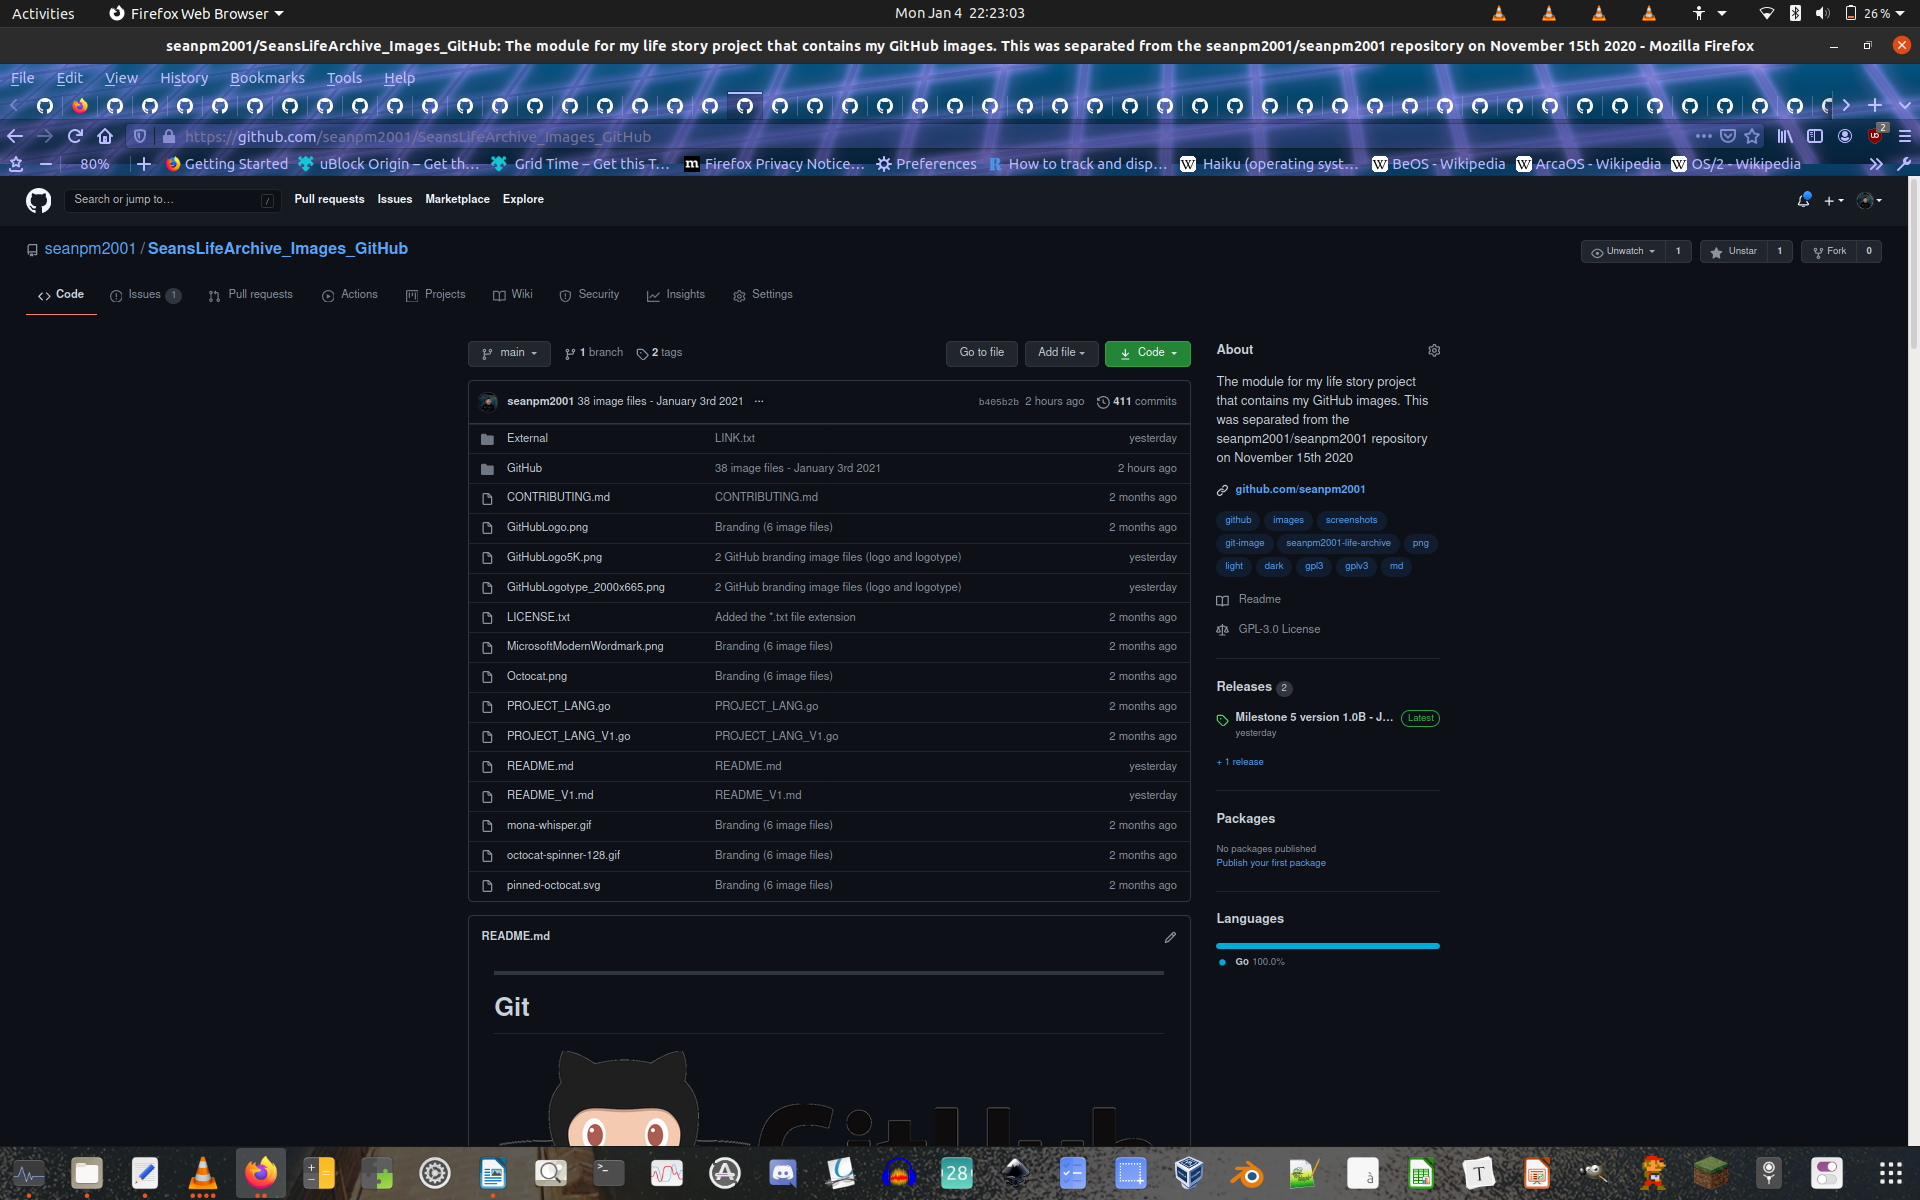 Activities
Firefox Web Browser
Mon Jan 4 22:23:03
26 %
seanpm2001/SeansLifeArchive_Images_GitHub: The module for my life story project that contains my GitHub images. This was separated from the seanpm2001/seanpm2001 repository on November 15th 2020 - Mozilla Firefox
File Edit View History Bookmarks Tools Help
https://github.com/seanpm2001/SeansLifeArchive_Images_GitHub
2
80%
Getting Started
uBlock Origin – Get th…
Grid Time – Get this T…
Firefox Privacy Notice…
Preferences
How to track and disp…
Haiku (operating syst…
BeOS - Wikipedia
ArcaOS - Wikipedia
OS/2 - Wikipedia
Search or jump to…
/
Pull requests Issues Marketplace Explore
seanpm2001 / SeansLifeArchive_Images_GitHub
Unwatch 1
Unstar 1
Fork 0
Code
Issues 1
Pull requests
Actions
Projects
Wiki
Security
Insights
Settings
main
1 branch
2 tags
Go to file
Add file
Code
seanpm2001 38 image files - January 3rd 2021 ...
b405b2b 2 hours ago
411 commits
External LINK.txt yesterday
GitHub 38 image files - January 3rd 2021 2 hours ago
CONTRIBUTING.md CONTRIBUTING.md 2 months ago
GitHubLogo.png Branding (6 image files) 2 months ago
GitHubLogo5K.png 2 GitHub branding image files (logo and logotype) yesterday
GitHubLogotype_2000x665.png 2 GitHub branding image files (logo and logotype) yesterday
LICENSE.txt Added the *.txt file extension 2 months ago
MicrosoftModernWordmark.png Branding (6 image files) 2 months ago
Octocat.png Branding (6 image files) 2 months ago
PROJECT_LANG.go PROJECT_LANG.go 2 months ago
PROJECT_LANG_V1.go PROJECT_LANG_V1.go 2 months ago
README.md README.md yesterday
README_V1.md README_V1.md yesterday
mona-whisper.gif Branding (6 image files) 2 months ago
octocat-spinner-128.gif Branding (6 image files) 2 months ago
pinned-octocat.svg Branding (6 image files) 2 months ago
README.md
Git
GitHub
About
The module for my life story project
that contains my GitHub images. This
was separated from the
seanpm2001/seanpm2001 repository
on November 15th 2020
github.com/seanpm2001
github images screenshots
git-image seanpm2001-life-archive png
light dark gpl3 gplv3 md
Readme
GPL-3.0 License
Releases 2
Milestone 5 version 1.0B - J… Latest
yesterday
+ 1 release
Packages
No packages published
Publish your first package
Languages
Go 100.0%
28